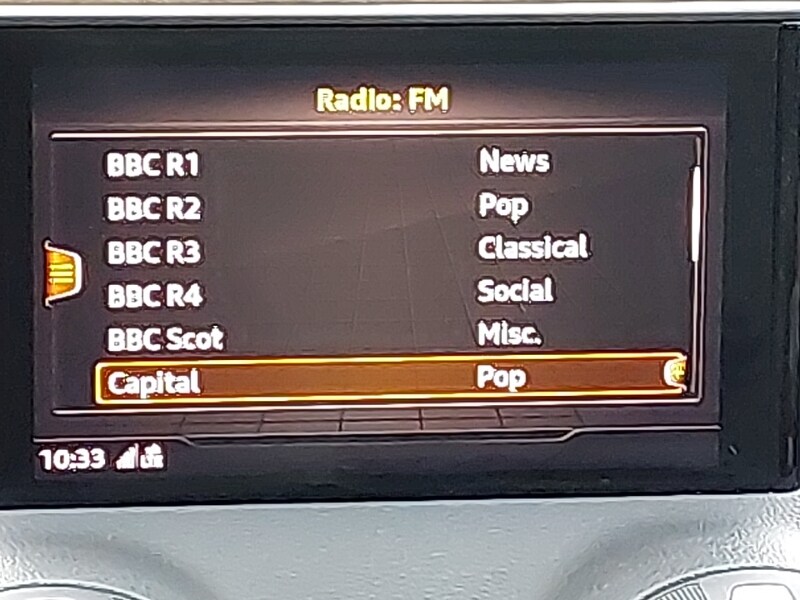 Radio: FM
BBC R1 News
BBC R2 Pop
BBC R3 Classical
BBC R4 Social
BBC Scot Misc.
Capital Pop
10:33 LTE